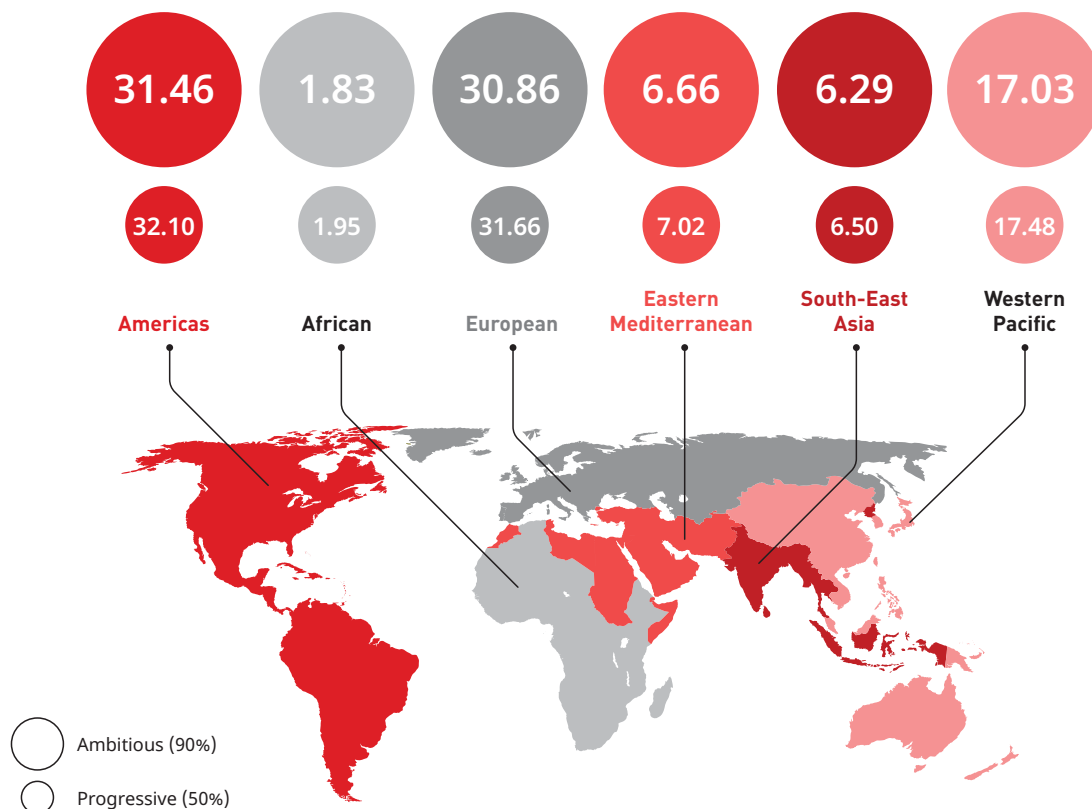 31.46
1.83
30.86
6.66
6.29
17.03
32.10
1.95
31.66
7.02
6.50
17.48
Americas
African
European
Eastern
Mediterranean
South-East
Asia
Western
Pacific
Ambitious (90%)
Progressive (50%)